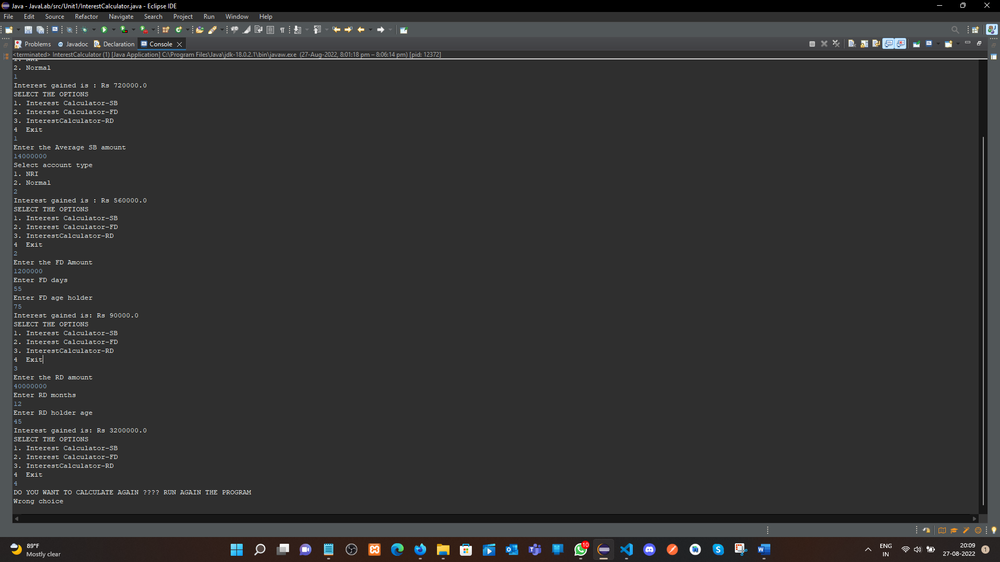 Java - JavaLab/src/Unit1/InterestCalculator.java - Eclipse IDE
File Edit Source Refactor Navigate Search Project Run Window Help
Problems Javadoc Declaration Console
<terminated> InterestCalculator (1) [Java Application] C:\Program Files\Java\jdk-18.0.2.1\bin\javaw.exe (27-Aug-2022, 8:01:18 pm – 8:06:14 pm) [pid: 12372]
1. NRI
2. Normal
1
Interest gained is : Rs 720000.0
SELECT THE OPTIONS
1. Interest Calculator-SB
2. Interest Calculator-FD
3. InterestCalculator-RD
4  Exit
1
Enter the Average SB amount
14000000
Select account type
1. NRI
2. Normal
2
Interest gained is : Rs 560000.0
SELECT THE OPTIONS
1. Interest Calculator-SB
2. Interest Calculator-FD
3. InterestCalculator-RD
4  Exit
2
Enter the FD Amount
1200000
Enter FD days
55
Enter FD age holder
75
Interest gained is: Rs 90000.0
SELECT THE OPTIONS
1. Interest Calculator-SB
2. Interest Calculator-FD
3. InterestCalculator-RD
4  Exit
3
Enter the RD amount
40000000
Enter RD months
12
Enter RD holder age
45
Interest gained is: Rs 3200000.0
SELECT THE OPTIONS
1. Interest Calculator-SB
2. Interest Calculator-FD
3. InterestCalculator-RD
4  Exit
4
DO YOU WANT TO CALCULATE AGAIN ???? RUN AGAIN THE PROGRAM
Wrong choice
89°F
Mostly clear
10
ENG
IN
20:09
27-08-2022
1